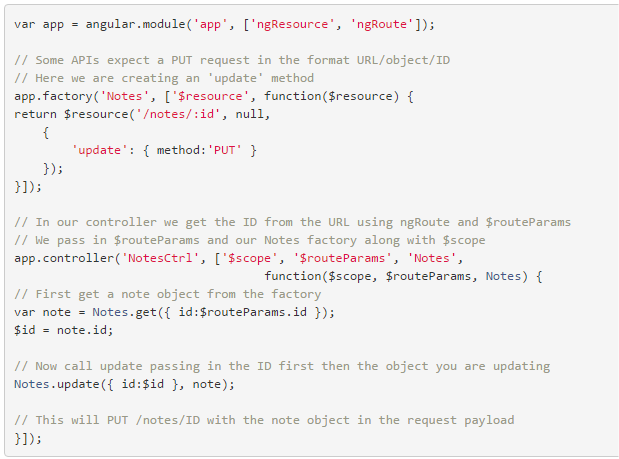 var app = angular.module('app', ['ngResource', 'ngRoute']);

// Some APIs expect a PUT request in the format URL/object/ID
// Here we are creating an 'update' method
app.factory('Notes', ['$resource', function($resource) {
return $resource('/notes/:id', null,
    {
        'update': { method:'PUT' }
    });
}]);

// In our controller we get the ID from the URL using ngRoute and $routeParams
// We pass in $routeParams and our Notes factory along with $scope
app.controller('NotesCtrl', ['$scope', '$routeParams', 'Notes',
                                   function($scope, $routeParams, Notes) {
// First get a note object from the factory
var note = Notes.get({ id:$routeParams.id });
$id = note.id;

// Now call update passing in the ID first then the object you are updating
Notes.update({ id:$id }, note);

// This will PUT /notes/ID with the note object in the request payload
}]);